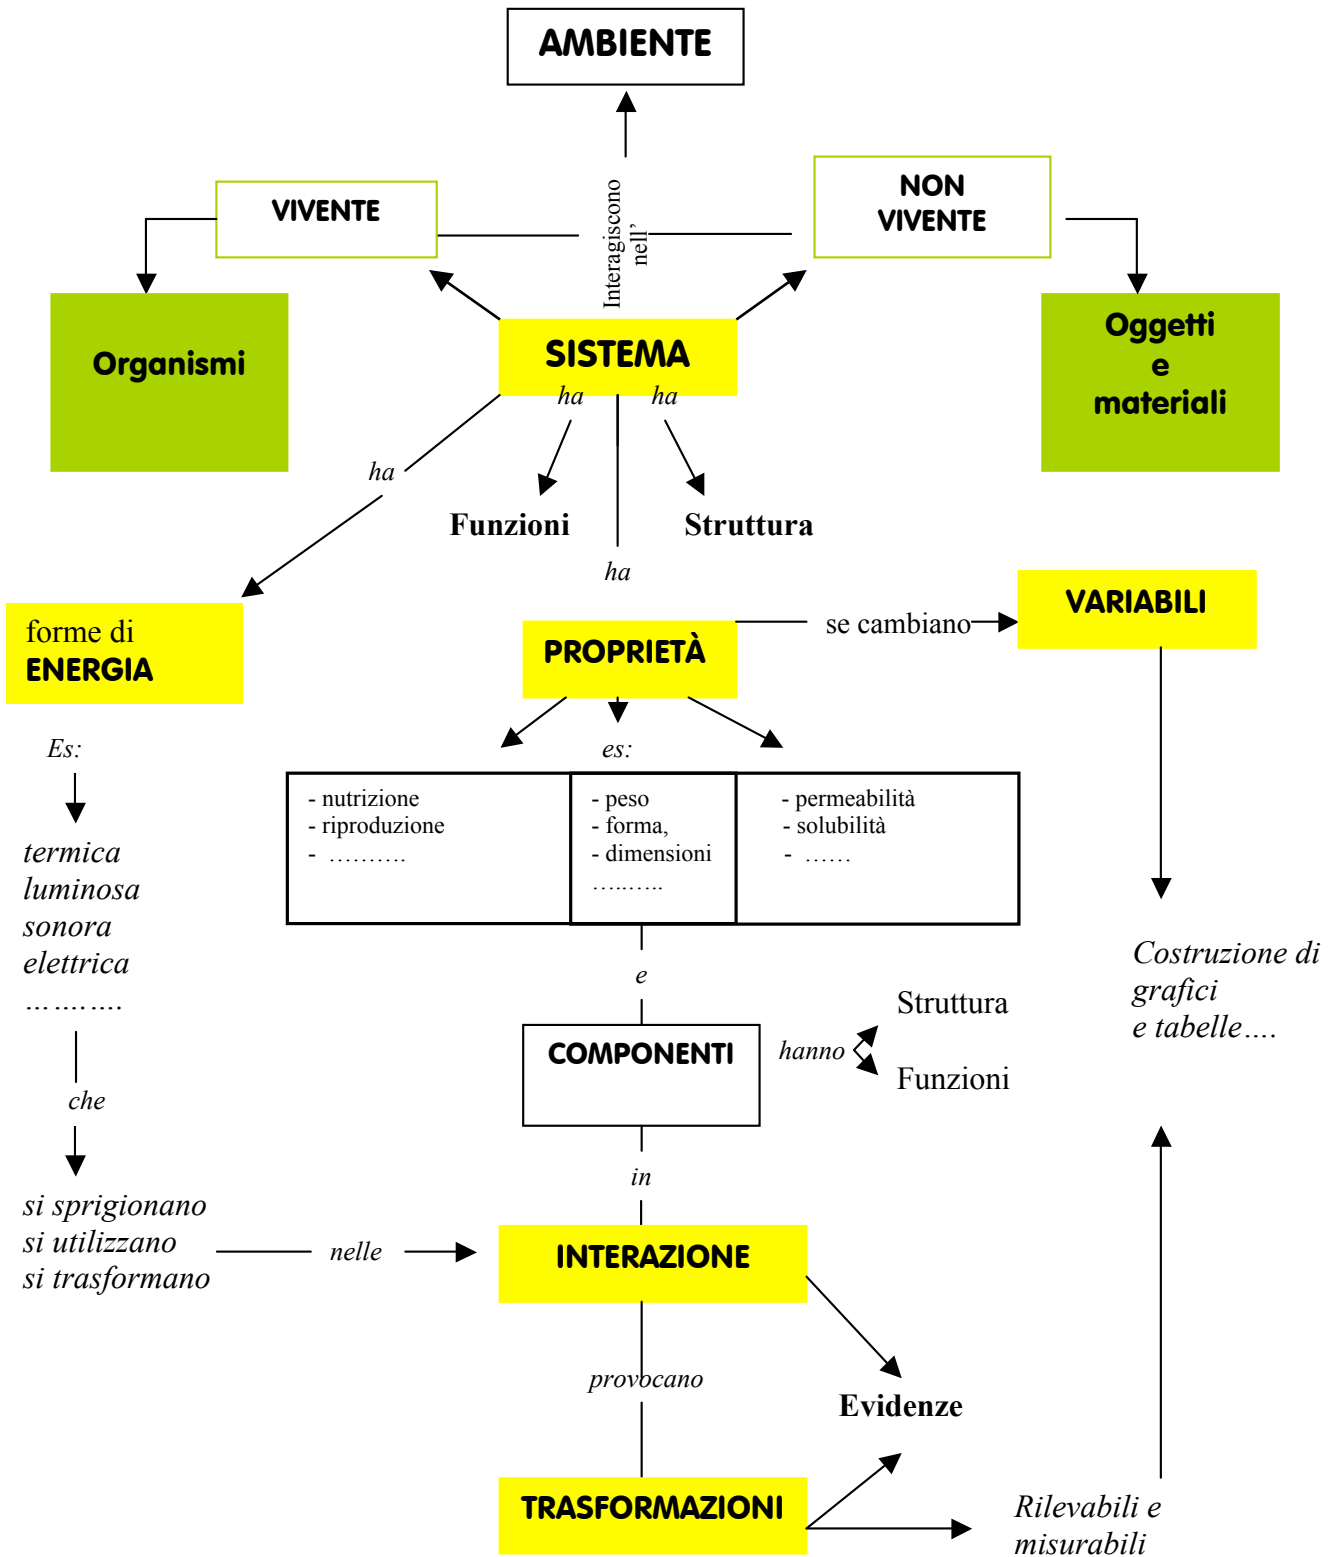 AMBIENTE
Interagiscono
nell'
VIVENTE
NON
VIVENTE
Organismi
SISTEMA
Oggetti
e
materiali
ha
ha
ha
Funzioni
Struttura
ha
forme di
ENERGIA
PROPRIETÀ
se cambiano
VARIABILI
Es:
es:
- nutrizione
- riproduzione
- ……….
- peso
- forma,
- dimensioni
…..…..
- permeabilità
- solubilità
- ……
termica
luminosa
sonora
elettrica
… ……….
e
Costruzione di
grafici
e tabelle….
COMPONENTI
hanno
Struttura
Funzioni
che
in
si sprigionano
si utilizzano
si trasformano
nelle
INTERAZIONE
provocano
Evidenze
TRASFORMAZIONI
Rilevabili e
misurabili